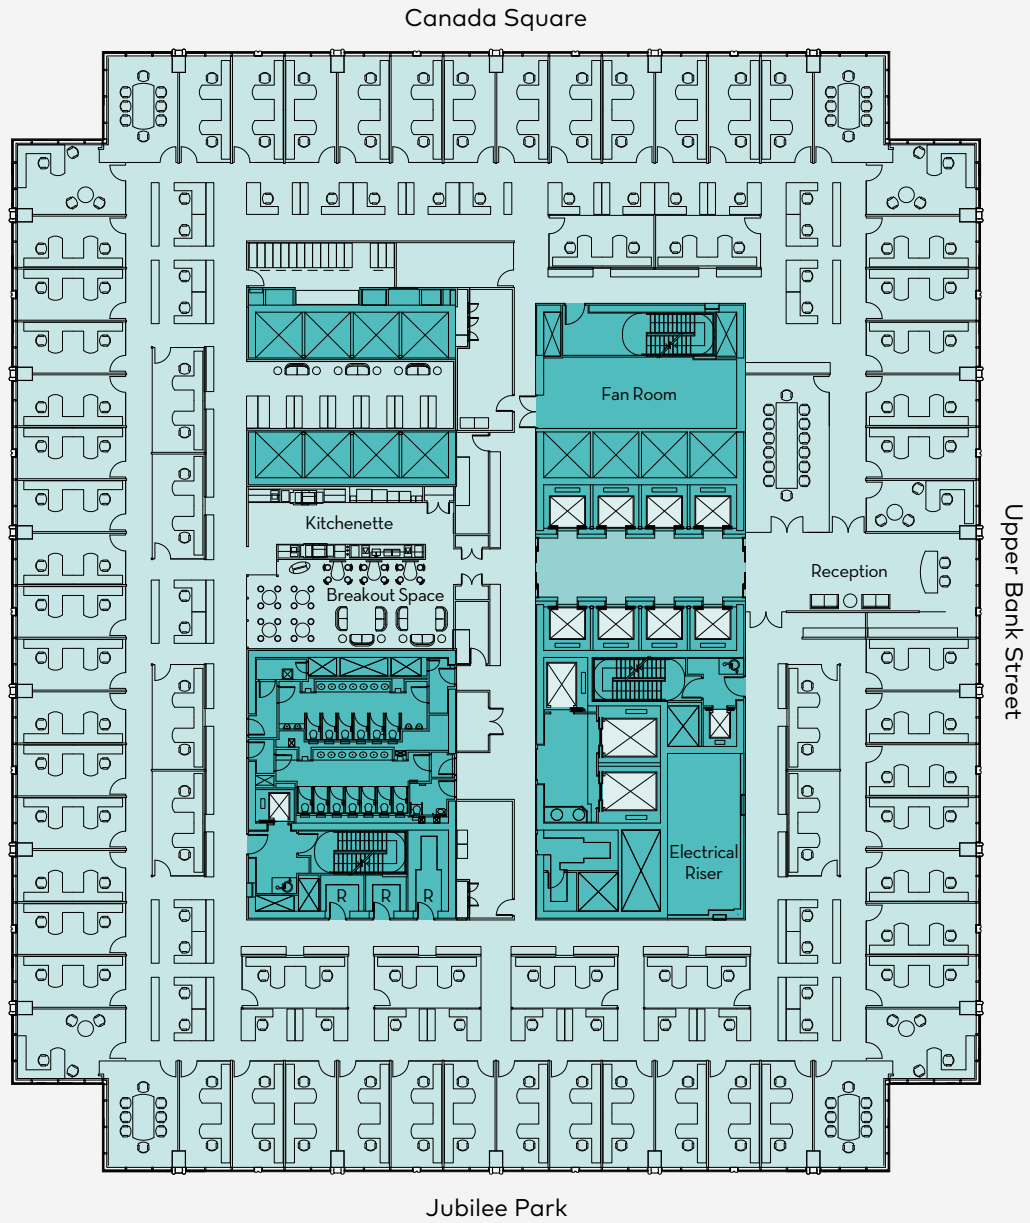 Canada Square
Fan Room
Kitchenette
Upper Bank Street
Reception
Breakout Space
Electrical
Riser
R
R
R
Jubilee Park